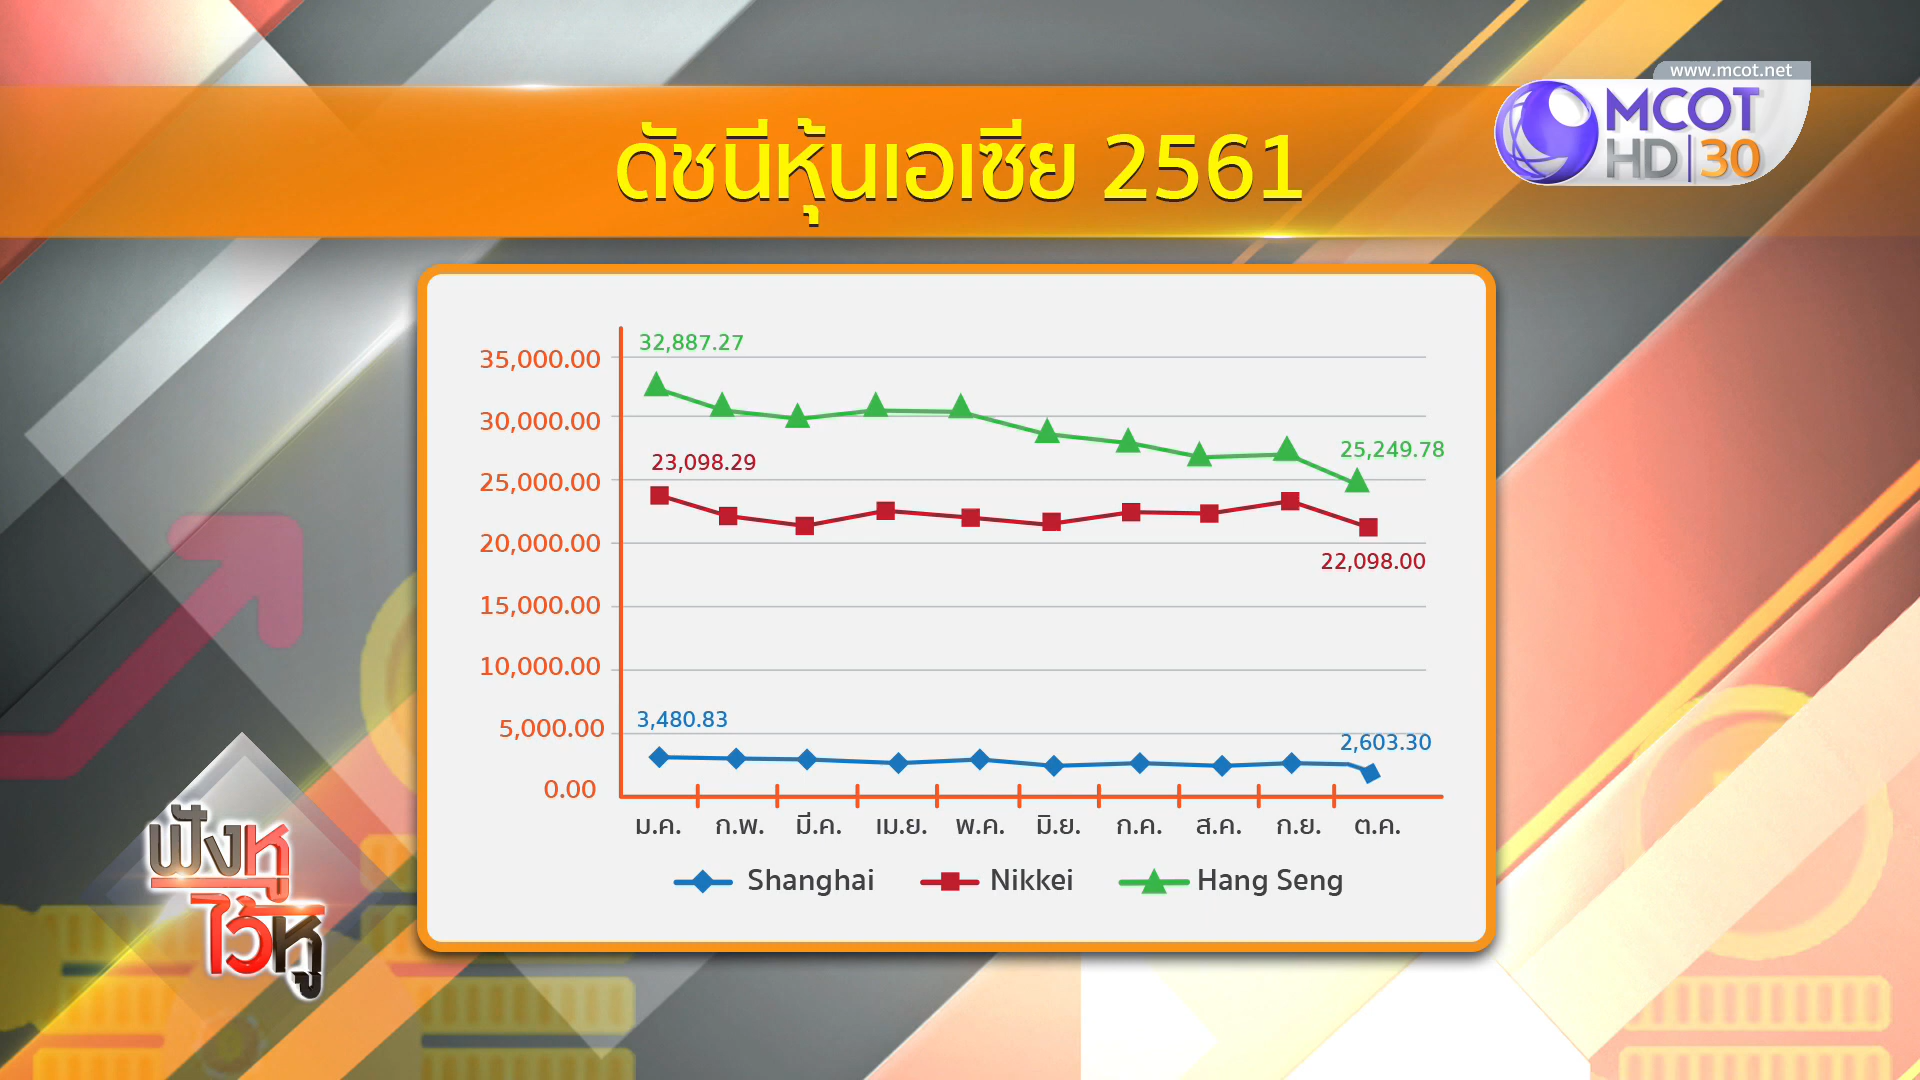 www.mcot.net
MCOT
HD 30
ดัชนีหุ้นเอเซีย 2561
35,000.00
30,000.00
25,000.00
20,000.00
15,000.00
10,000.00
5,000.00
0.00
32,887.27
25,249.78
23,098.29
22,098.00
3,480.83
2,603.30
ม.ค. ก.พ. มี.ค. เม.ย. พ.ค. มิ.ย. ก.ค. ส.ค. ก.ย. ต.ค.
Shanghai Nikkei Hang Seng
ฟังหู
ไว้หู